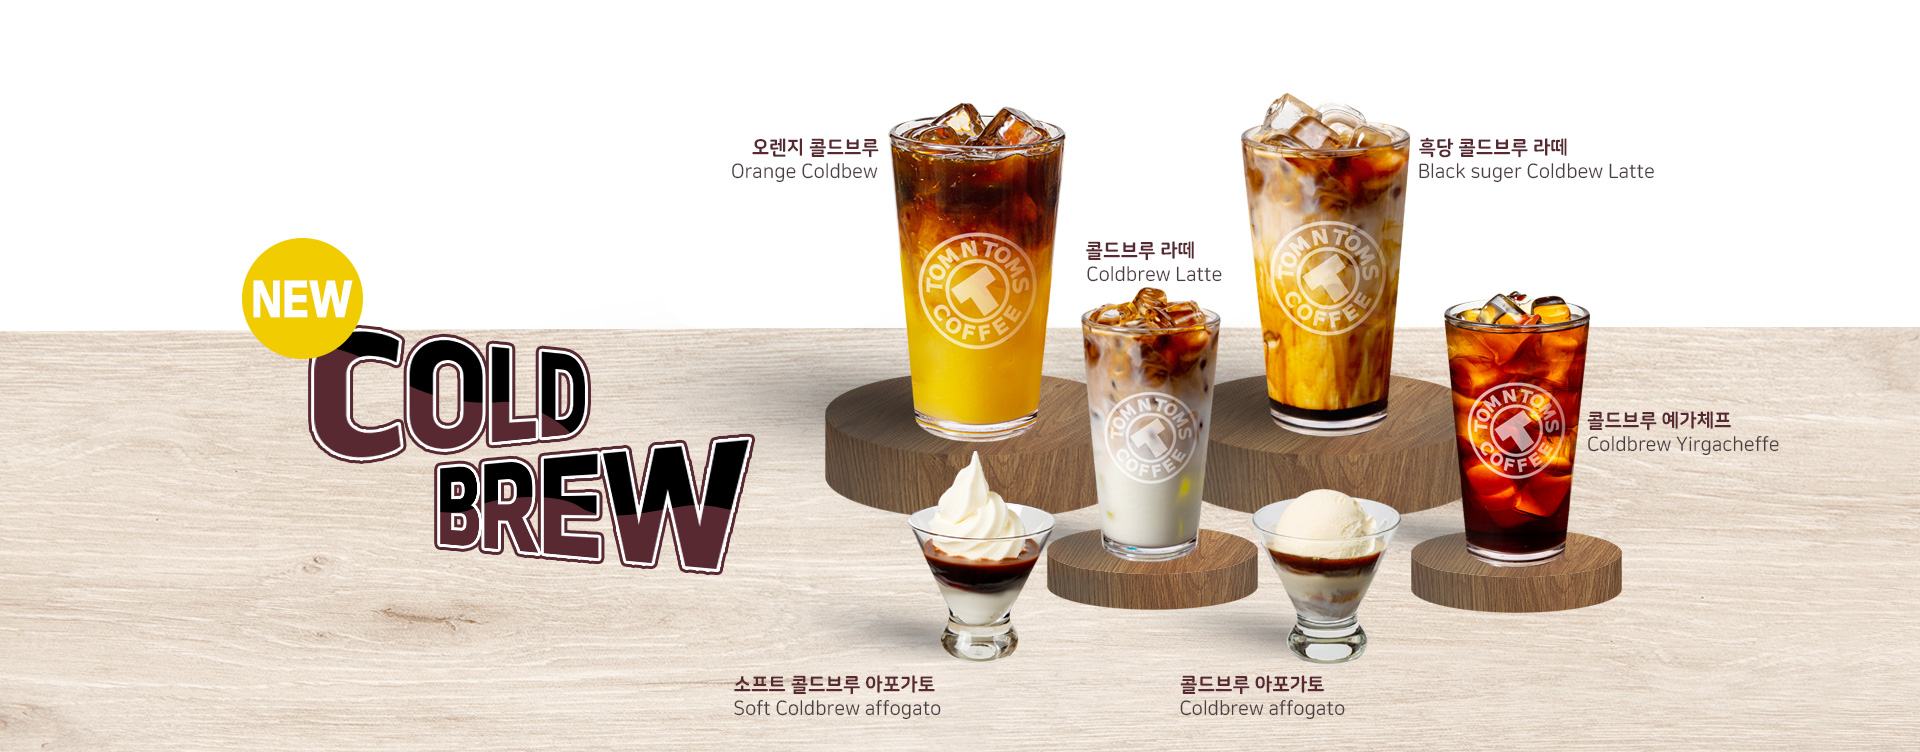 NEW
COLD
BREW
오렌지 콜드브루
Orange Coldbew
흑당 콜드브루 라떼
Black suger Coldbew Latte
콜드브루 라떼
Coldbrew Latte
콜드브루 예가체프
Coldbrew Yirgacheffe
소프트 콜드브루 아포가토
Soft Coldbrew affogato
콜드브루 아포가토
Coldbrew affogato
TOM N TOMS
COFFEE
TOM N TOMS
COFFEE
TOM N TOMS
COFFEE
TOM N TOMS
COFFEE